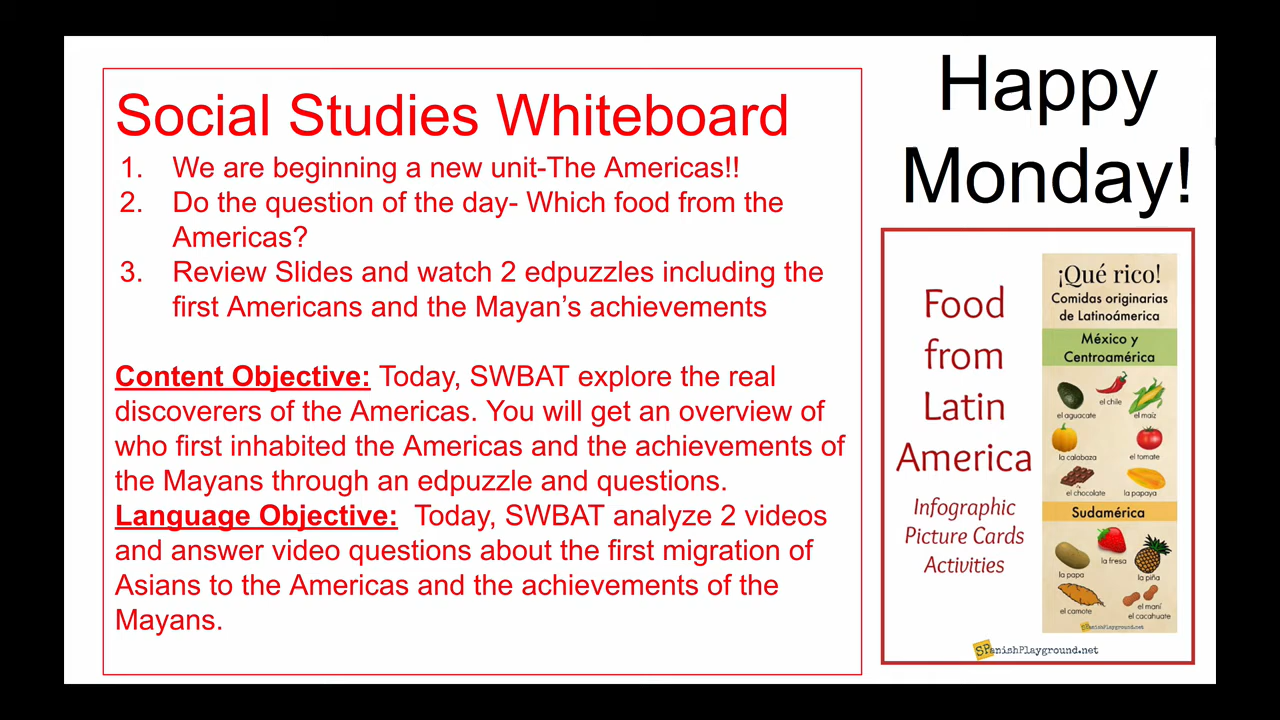 Social Studies Whiteboard
1. We are beginning a new unit-The Americas!!
2. Do the question of the day- Which food from the
Americas?
3. Review Slides and watch 2 edpuzzles including the
first Americans and the Mayan's achievements
Content Objective: Today, SWBAT explore the real
discoverers of the Americas. You will get an overview of
who first inhabited the Americas and the achievements of
the Mayans through an edpuzzle and questions.
Language Objective: Today, SWBAT analyze 2 videos
and answer video questions about the first migration of
Asians to the Americas and the achievements of the
Mayans.
Happy
Monday!
Food
from
Latin
America
Infographic
Picture Cards
Activities
¡Qué rico!
Comidas originarias
de Latinoámerica
México y
Centroamérica
el aguacate
el chile
el maíz
la calabaza
el tomate
el chocolate
la papaya
Sudamérica
la papa
la fresa
la piña
el camote
el maní
el cacahuate
SPanishPlayground.net
SPanishPlayground.net